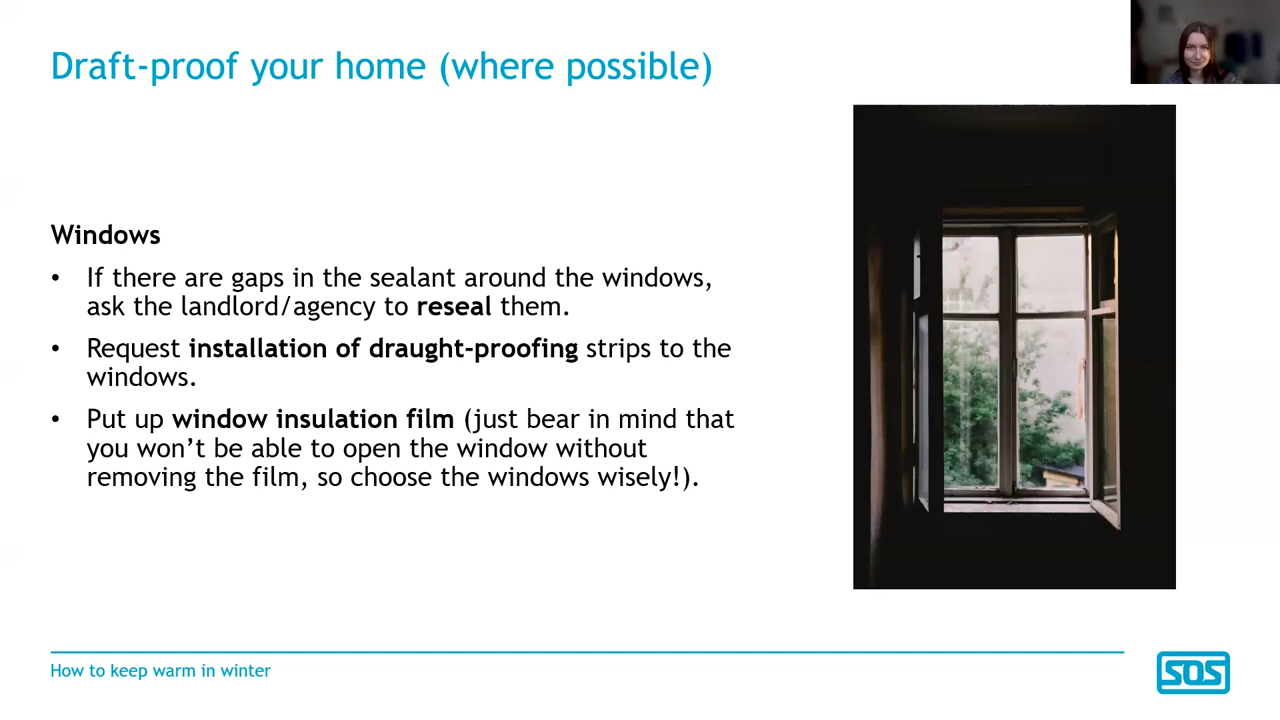 Draft-proof your home (where possible)
Windows
• If there are gaps in the sealant around the windows,
ask the landlord/agency to reseal them.
• Request installation of draught-proofing strips to the
windows.
• Put up window insulation film (just bear in mind that
you won’t be able to open the window without
removing the film, so choose the windows wisely!).
How to keep warm in winter
SOS